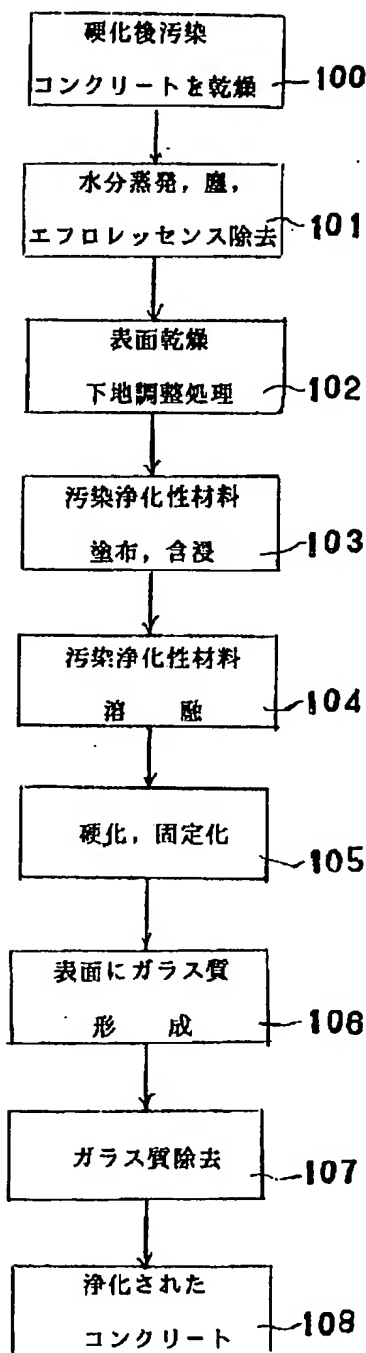 硬化後汚染
コンクリートを乾燥
100
水分蒸発，塵，
エフロレッセンス除去
101
表面乾燥
下地調整処理
102
汚染浄化性材料
塗布，含浸
103
汚染浄化性材料
溶　融
104
硬化，固定化
105
表面にガラス質
形　成
106
ガラス質除去
107
浄化された
コンクリート
108